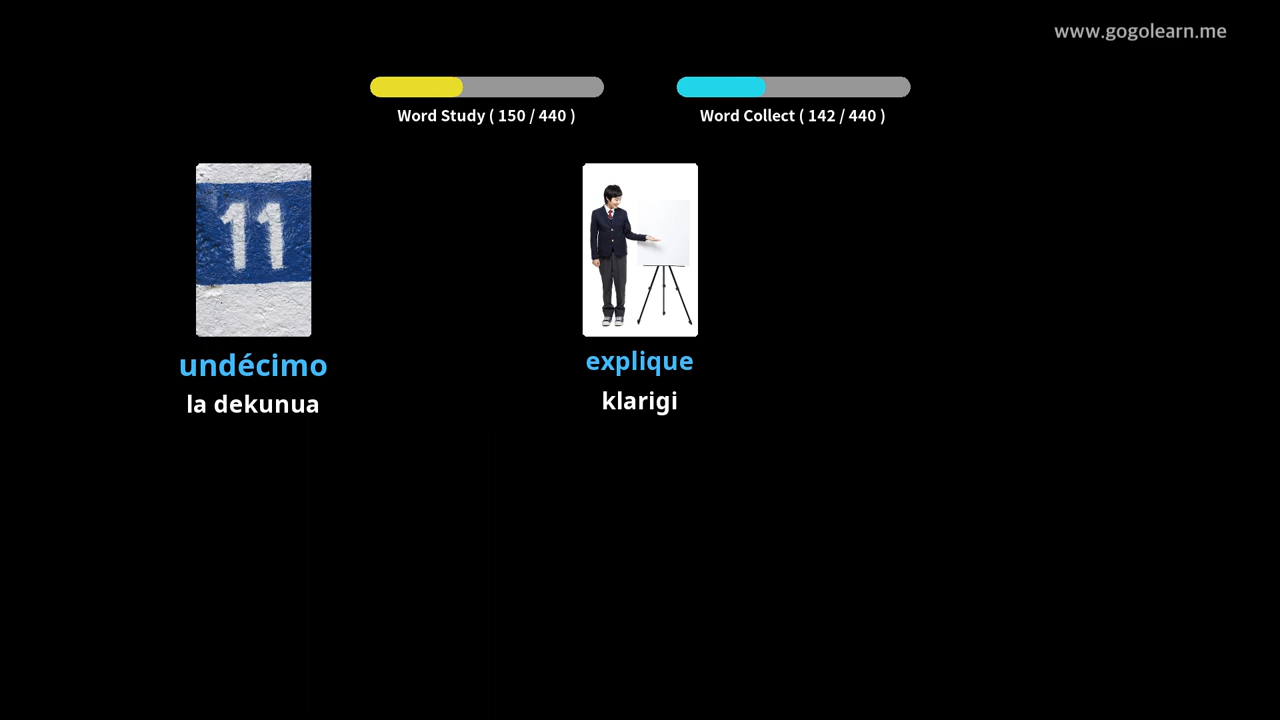 www.gogolearn.me
Word Study ( 150 / 440 )
Word Collect ( 142 / 440 )
11
undécimo
la dekunua
explique
klarigi